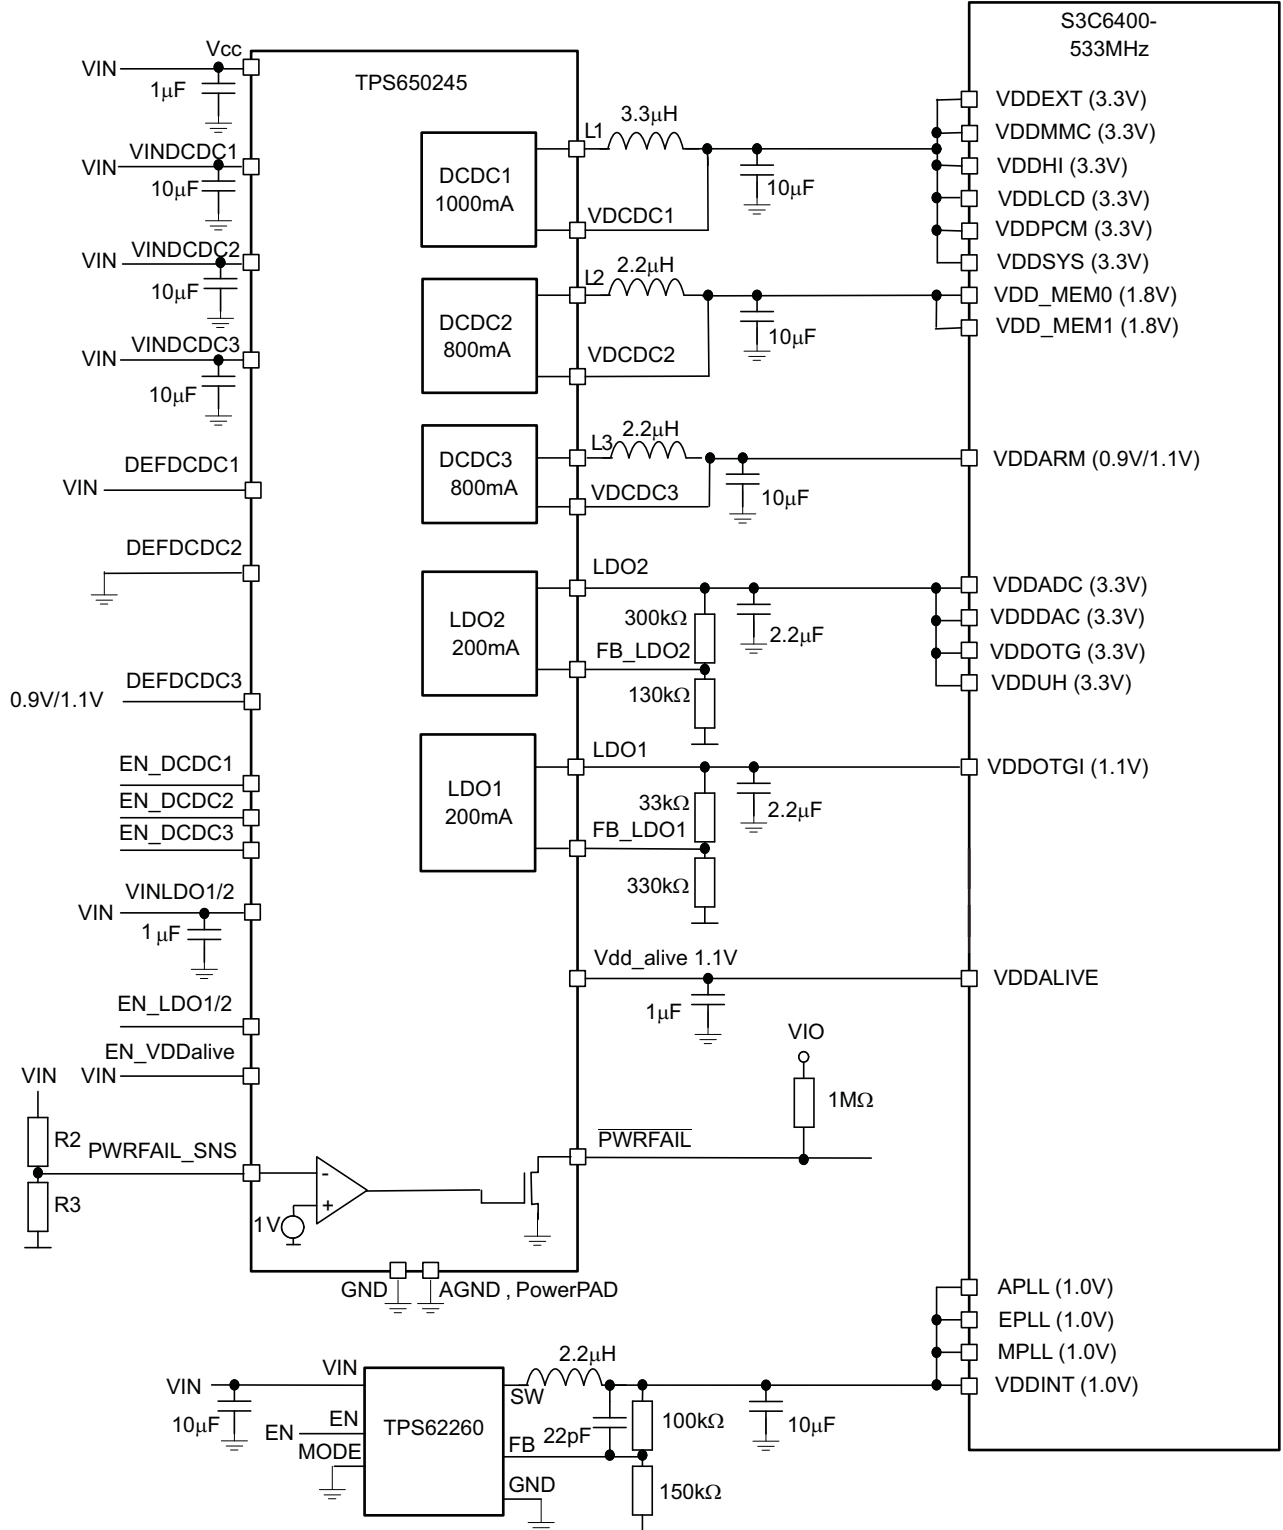 S3C6400-
533MHz
Vcc
VIN
1μF
TPS650245
VDDEXT (3.3V)
3.3μH
L1
VDDMMC (3.3V)
VINDCDC1
VIN
10μF
DCDC1
1000mA
10μF
VDDHI (3.3V)
VDDLCD (3.3V)
VDCDC1
VDDPCM (3.3V)
VDDSYS (3.3V)
VINDCDC2
VIN
10μF
2.2μH
L2
VDD_MEM0 (1.8V)
DCDC2
800mA
10μF
VDD_MEM1 (1.8V)
VDCDC2
VINDCDC3
VIN
10μF
2.2μH
L3
DCDC3
800mA
VDCDC3
10μF
VDDARM (0.9V/1.1V)
DEFDCDC1
VIN
DEFDCDC2
LDO2
VDDADC (3.3V)
LDO2
200mA
300kΩ
2.2μF
VDDDAC (3.3V)
FB_LDO2
VDDOTG (3.3V)
130kΩ
VDDUH (3.3V)
DEFDCDC3
0.9V/1.1V
LDO1
VDDOTGI (1.1V)
EN_DCDC1
EN_DCDC2
EN_DCDC3
LDO1
200mA
33kΩ
2.2μF
FB_LDO1
330kΩ
VINLDO1/2
VIN
1 μF
Vdd_alive 1.1V
VDDALIVE
1μF
EN_LDO1/2
EN_VDDalive
VIN
VIO
1MΩ
VIN
R2
PWRFAIL_SNS
R3
-
+
1V
PWRFAIL
GND
AGND , PowerPAD
APLL (1.0V)
EPLL (1.0V)
MPLL (1.0V)
VDDINT (1.0V)
2.2μH
VIN
VIN
SW
10μF
EN
EN
MODE
TPS62260
22pF
100kΩ
10μF
FB
GND
150kΩ